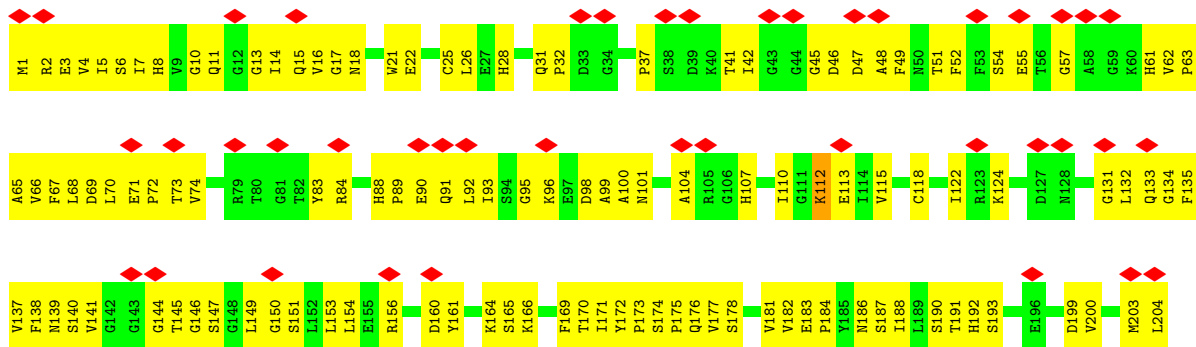 M1 R2 E3 V4 I5 S6 I7 H8 V9 G10 Q11 G12 G13 I14 Q15 V16 G17 N18 W21 E22 C25 L26 E27 H28 Q31 P32 D33 G34 P37 S38 D39 K40 T41 I42 G43 G44 G45 D46 D47 A48 F49 N50 T51 F52 F53 S54 E55 T56 G57 A58 G59 K60 H61 V62 P63
A65 V66 F67 L68 D69 L70 E71 P72 T73 V74 R79 T80 G81 T82 Y83 R84 H88 P89 E90 Q91 L92 I93 S94 G95 K96 E97 D98 A99 A100 N101 A104 R105 G106 H107 I110 G111 K112 E113 I114 V115 C118 I122 R123 K124 D127 N128 G131 L132 Q133 G134 F135
V137 F138 N139 S140 V141 G142 G143 G144 T145 G146 S147 G148 L149 G150 S151 L152 L153 L154 E155 R156 D160 Y161 K164 S165 K166 F169 T170 I171 Y172 P173 S174 P175 Q176 V177 S178 V181 V182 E183 P184 Y185 N186 S187 I188 L189 S190 T191 H192 S193 E196 D199 V200 M203 L204